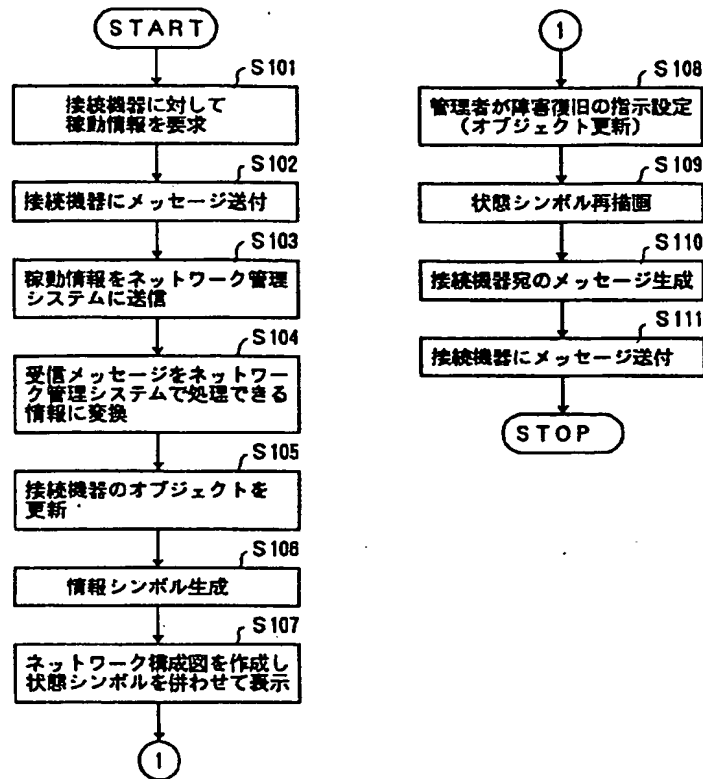 START
S101
接続機器に対して
稼動情報を要求
S102
接続機器にメッセージ送付
S103
稼動情報をネットワーク管理
システムに送信
S104
受信メッセージをネットワー
ク管理システムで処理できる
情報に変換
S105
接続機器のオブジェクトを
更新
S106
情報シンボル生成
S107
ネットワーク構成図を作成し
状態シンボルを併わせて表示
1
1
S108
管理者が障害復旧の指示設定
(オブジェクト更新)
S109
状態シンボル再描画
S110
接続機器宛のメッセージ生成
S111
接続機器にメッセージ送付
STOP